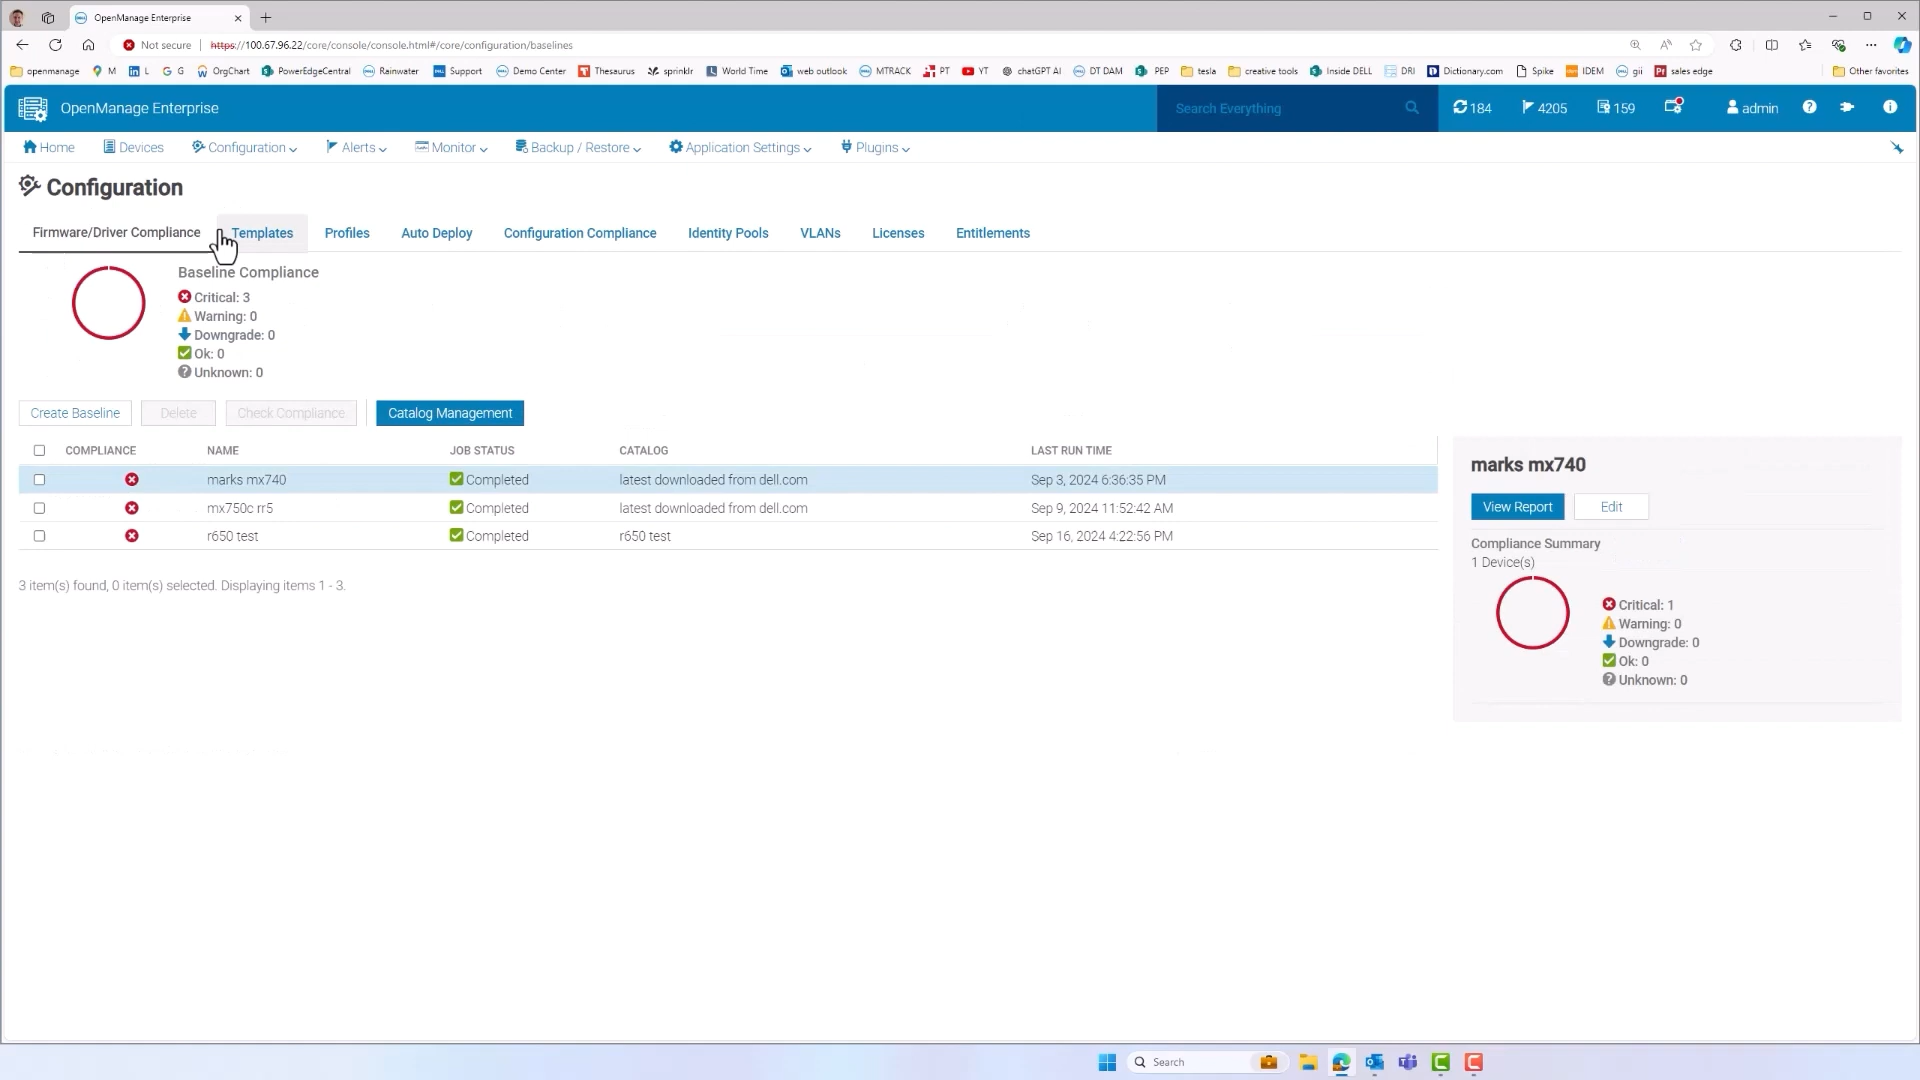 OpenManage Enterprise
Not secure https://100.67.96.22/core/console/console.html#/core/configuration/baselines
openmanage M L G OrgChart PowerEdgeCentral Rainwater Support Demo Center Thesaurus sprinklr World Time web outlook MTRACK PT YT chatGPT AI DT DAM PEP tesla creative tools Inside DELL DRI Dictionary.com Spike IDEM gii sales edge Other favorites
OpenManage Enterprise Search Everything 184 4205 159 admin
Home Devices Configuration Alerts Monitor Backup / Restore Application Settings Plugins
Configuration
Firmware/Driver Compliance Templates Profiles Auto Deploy Configuration Compliance Identity Pools VLANs Licenses Entitlements
Baseline Compliance
Critical: 3
Warning: 0
Downgrade: 0
Ok: 0
Unknown: 0
Create Baseline Delete Check Compliance Catalog Management
COMPLIANCE NAME JOB STATUS CATALOG LAST RUN TIME
marks mx740 Completed latest downloaded from dell.com Sep 3, 2024 6:36:35 PM
mx750c rr5 Completed latest downloaded from dell.com Sep 9, 2024 11:52:42 AM
r650 test Completed r650 test Sep 16, 2024 4:22:56 PM
3 item(s) found, 0 item(s) selected. Displaying items 1 - 3.
marks mx740
View Report Edit
Compliance Summary
1 Device(s)
Critical: 1
Warning: 0
Downgrade: 0
Ok: 0
Unknown: 0
Search